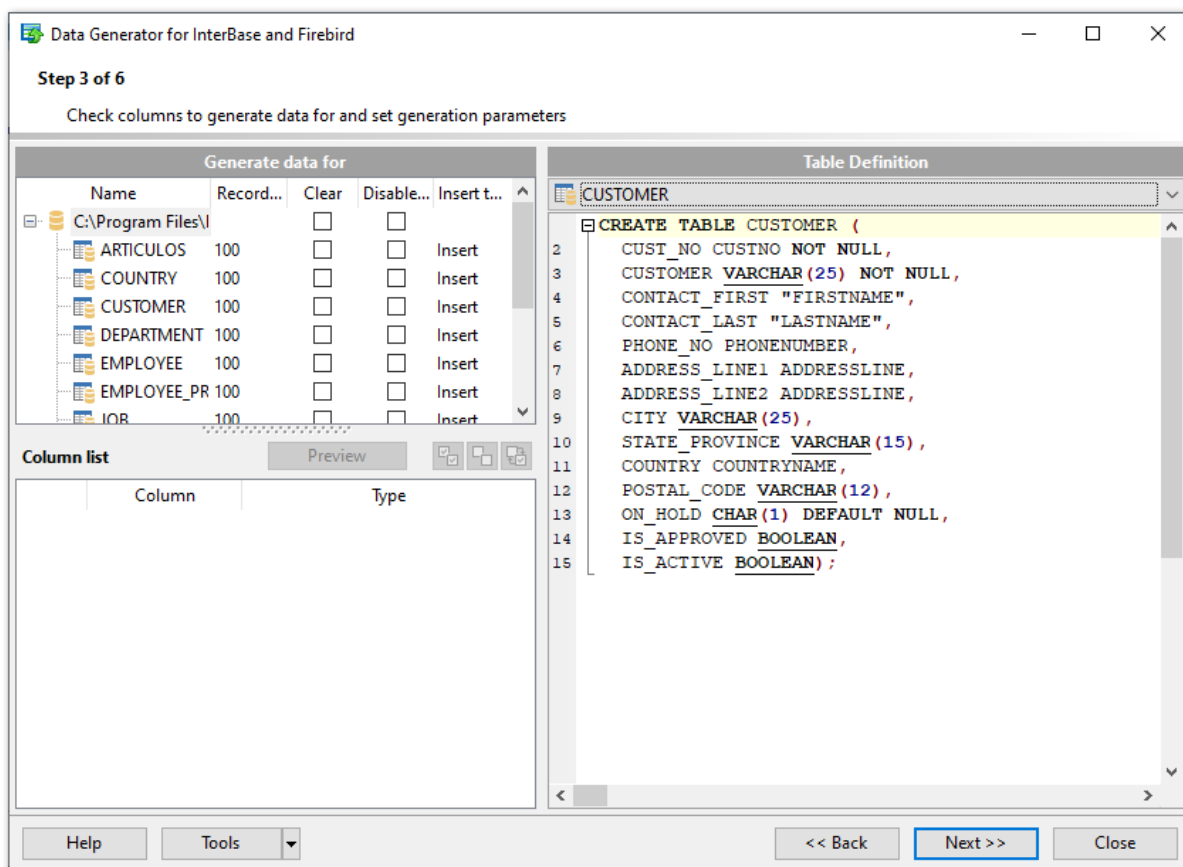 Data Generator for InterBase and Firebird
Step 3 of 6
Check columns to generate data for and set generation parameters
Generate data for
Name Record... Clear Disable... Insert t...
C:\Program Files\I
ARTICULOS 100 Insert
COUNTRY 100 Insert
CUSTOMER 100 Insert
DEPARTMENT 100 Insert
EMPLOYEE 100 Insert
EMPLOYEE_PR 100 Insert
JOB 100 Insert
Column list Preview
Column Type
Table Definition
CUSTOMER
CREATE TABLE CUSTOMER (
2 CUST_NO CUSTNO NOT NULL,
3 CUSTOMER VARCHAR(25) NOT NULL,
4 CONTACT_FIRST "FIRSTNAME",
5 CONTACT_LAST "LASTNAME",
6 PHONE_NO PHONENUMBER,
7 ADDRESS_LINE1 ADDRESSLINE,
8 ADDRESS_LINE2 ADDRESSLINE,
9 CITY VARCHAR(25),
10 STATE_PROVINCE VARCHAR(15),
11 COUNTRY COUNTRYNAME,
12 POSTAL_CODE VARCHAR(12),
13 ON_HOLD CHAR(1) DEFAULT NULL,
14 IS_APPROVED BOOLEAN,
15 IS_ACTIVE BOOLEAN);
Help Tools << Back Next >> Close